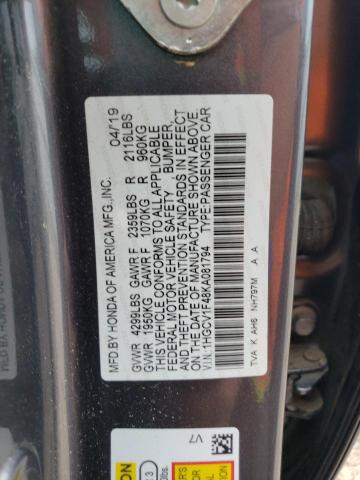 MFD.BY HONDA OF AMERICA MFG.,INC. 04/19
GVWR 4299LBS GAWR F 2359LBS R 2116LBS
GVWR 1950KG GAWR F 1070KG R 960KG
THIS VEHICLE CONFORMS TO ALL APPLICABLE
FEDERAL MOTOR VEHICLE SAFETY BUMPER,
AND THEFT PREVENTION STANDARDS IN EFFECT
ON THE DATE OF MANUFACTURE SHOWN ABOVE.
V.I.N.:1HGCV1F48KA081794 TYPE:PASSENGER CAR
TVA K AH6 NH797M A A
V7